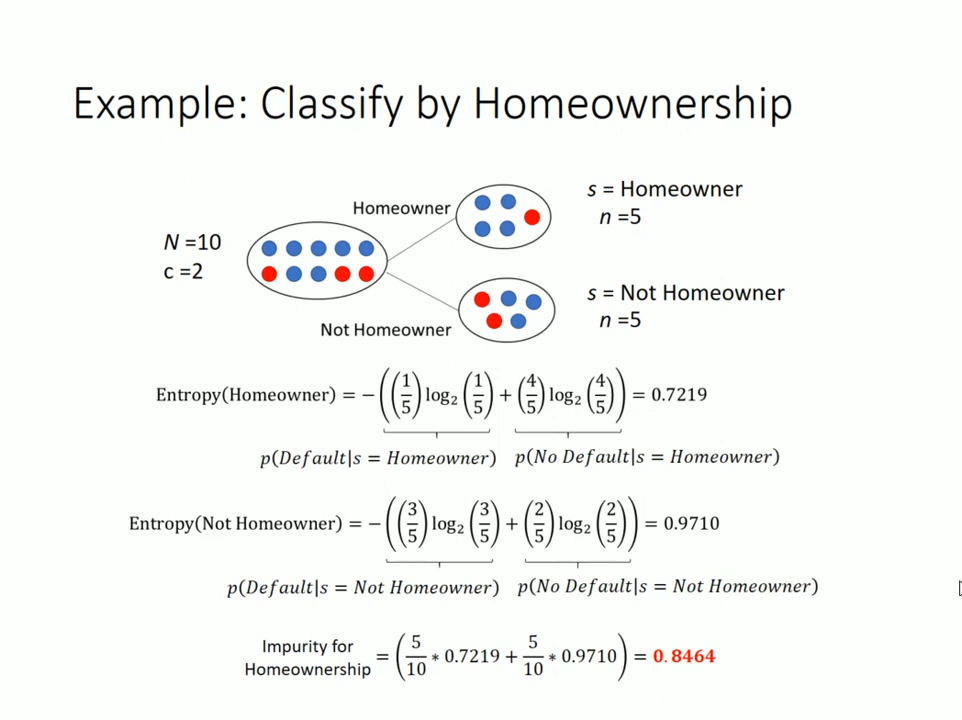 Example: Classify by Homeownership
Homeowner
s = Homeowner
n =5
N =10
c =2
Not Homeowner
s = Not Homeowner
n =5
Entropy(Homeowner) = −((1/5) log₂ (1/5) + (4/5) log₂ (4/5)) = 0.7219
p(Default|s = Homeowner) p(No Default|s = Homeowner)
Entropy(Not Homeowner) = −((3/5) log₂ (3/5) + (2/5) log₂ (2/5)) = 0.9710
p(Default|s = Not Homeowner) p(No Default|s = Not Homeowner)
Impurity for
Homeownership = (5/10 * 0.7219 + 5/10 * 0.9710) = 0.8464